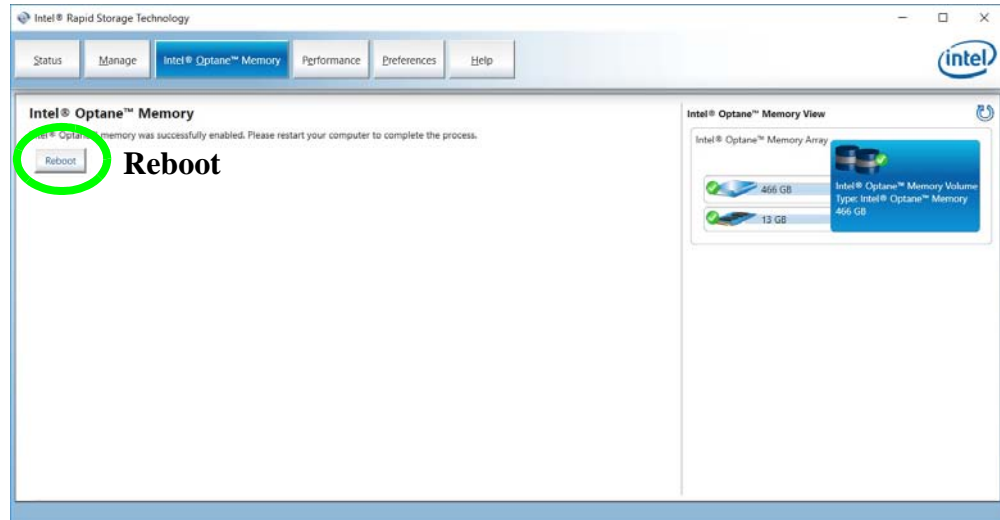 Intel® Rapid Storage Technology
Status
Manage
Intel® Optane™ Memory
Performance
Preferences
Help
intel
Intel® Optane™ Memory
memory was successfully enabled. Please restart your computer to complete the process.
Reboot
Reboot
Intel® Optane™ Memory View
Intel® Optane™ Memory Array
466 GB
13 GB
Intel® Optane™ Memory Volume
Type: Intel® Optane™ Memory
466 GB